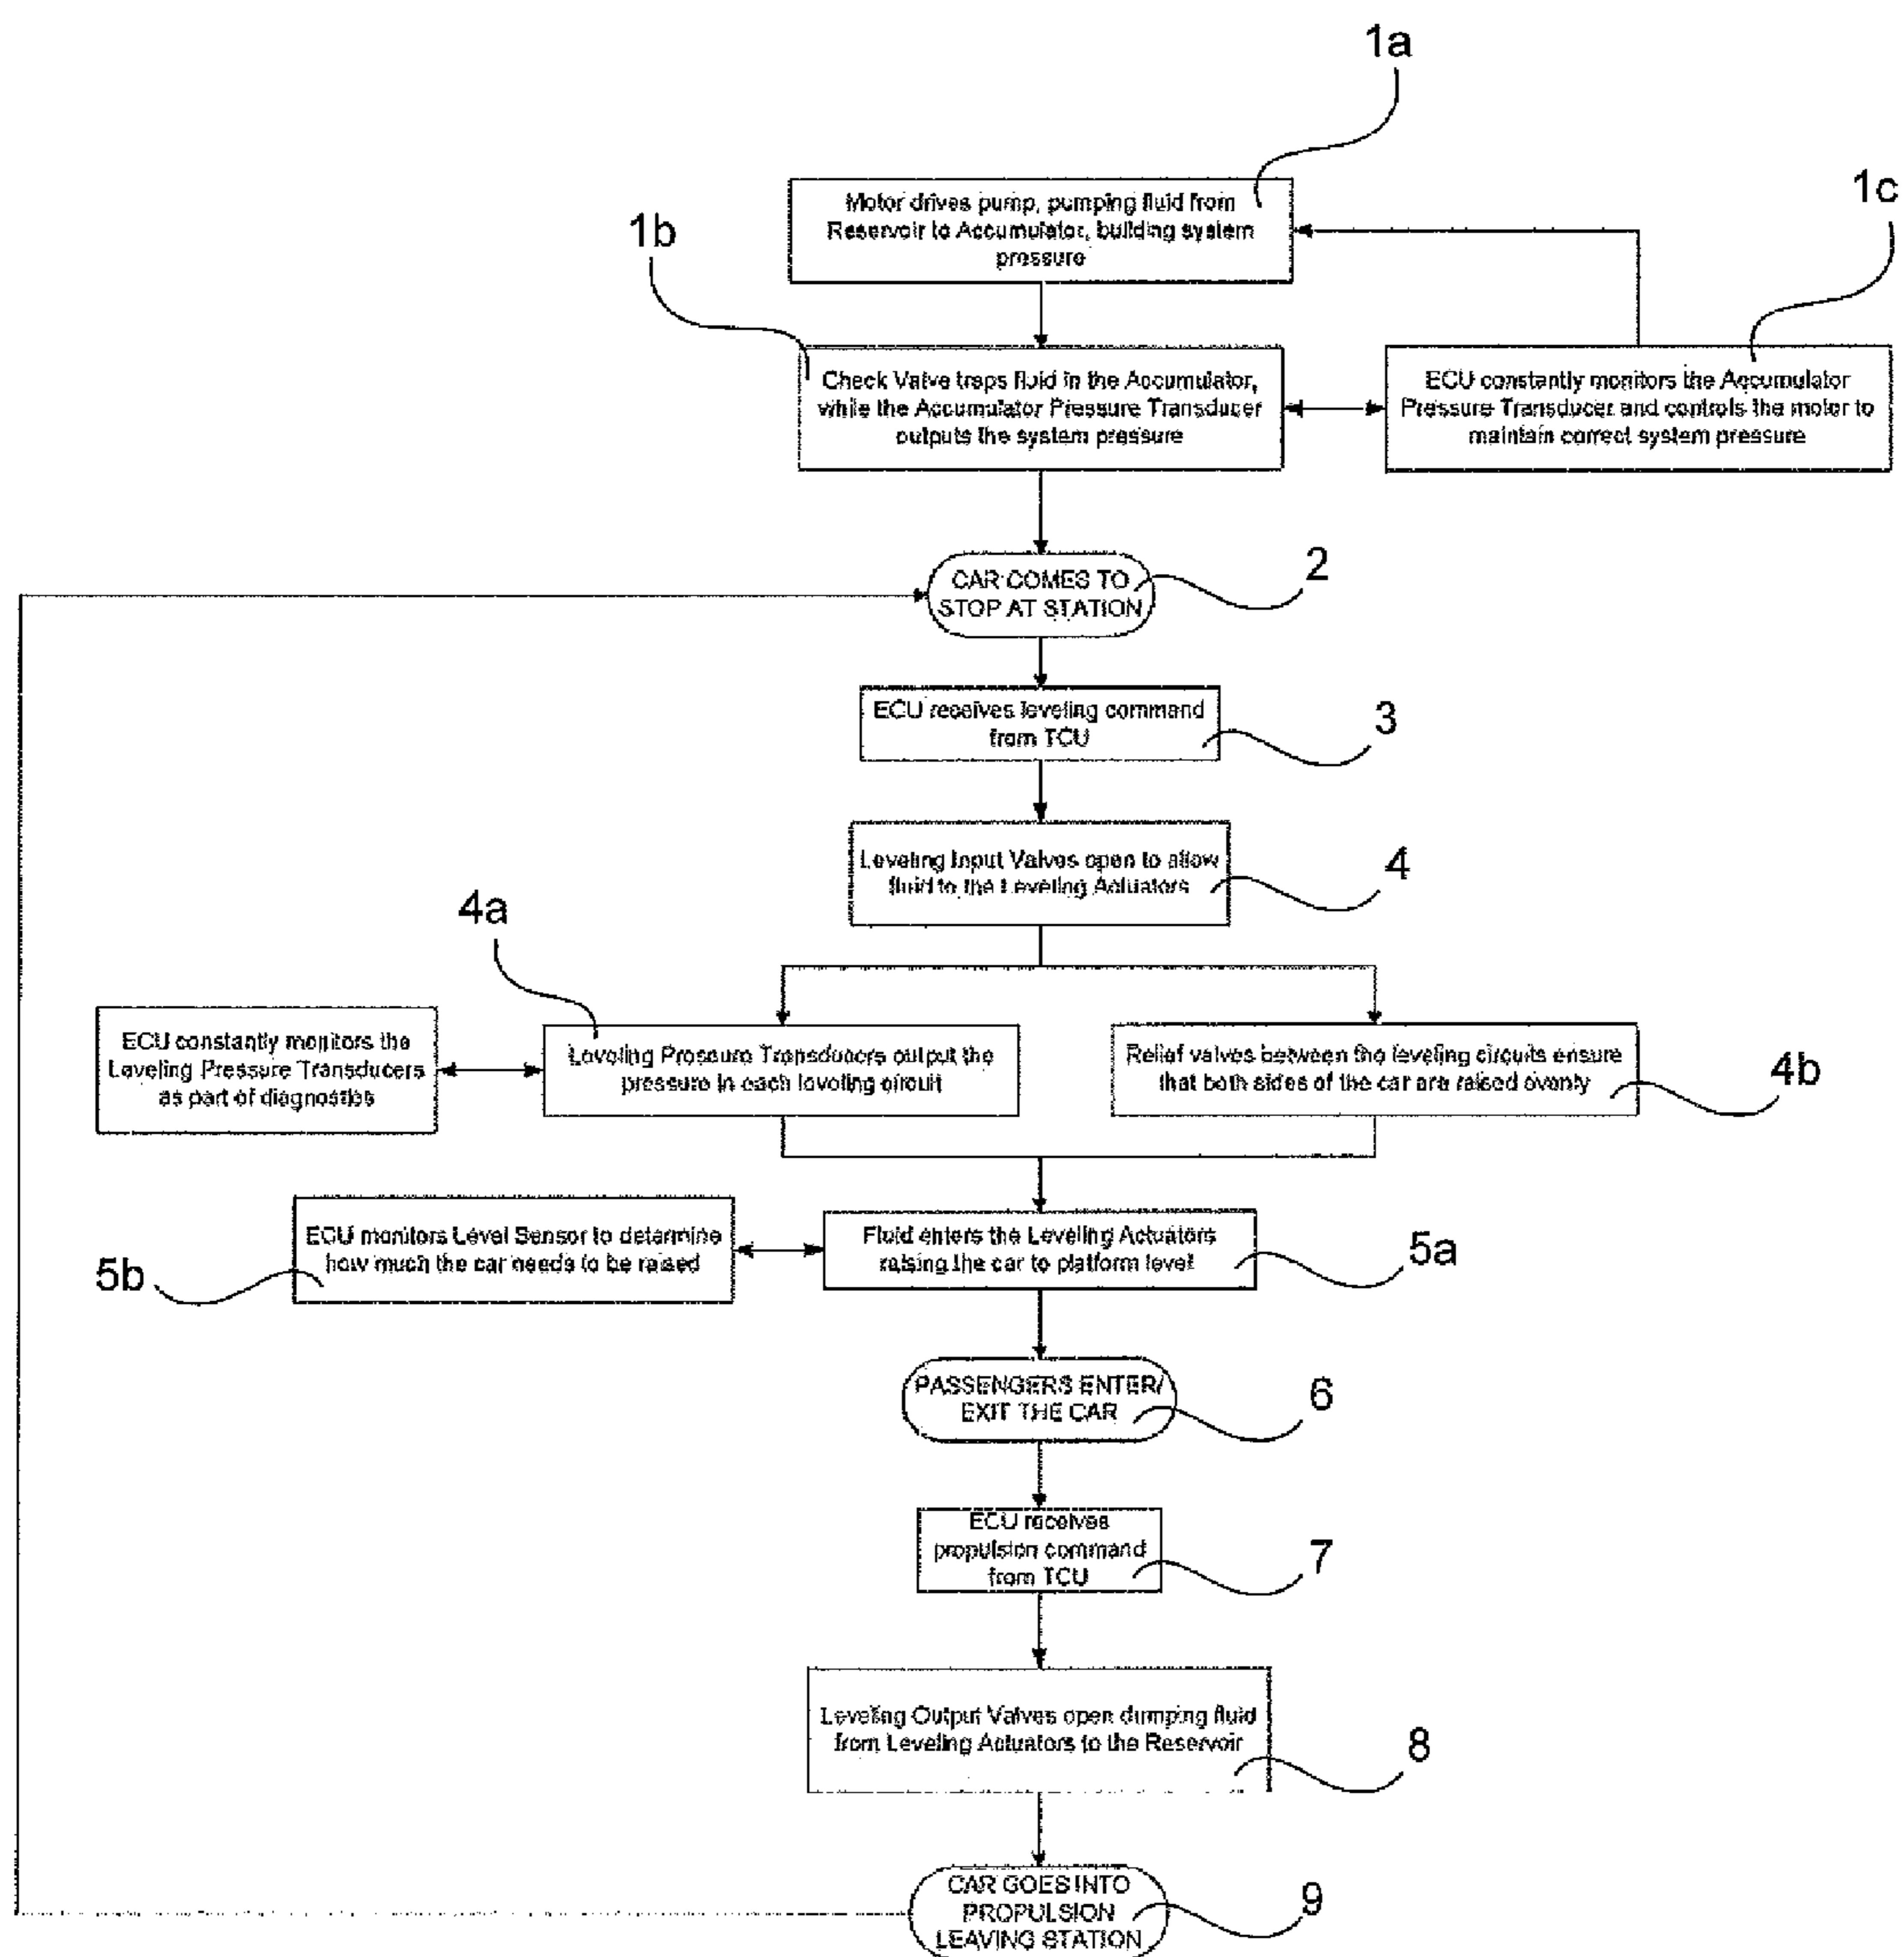 1a
Motor drives pump, pumping fluid from
Reservoir to Accumulator, building system
pressure
1b
1c
Check Valve traps fluid in the Accumulator,
while the Accumulator Pressure Transducer
outputs the system pressure
ECU constantly monitors the Accumulator
Pressure Transducer and controls the motor to
maintain correct system pressure
CAR COMES TO
STOP AT STATION
2
ECU receives leveling command
from TCU
3
Leveling Input Valves open to allow
fluid to the Leveling Actuators
4
4a
ECU constantly monitors the
Leveling Pressure Transducers
as part of diagnostics
Leveling Pressure Transducers output the
pressure in each leveling circuit
Relief valves between the leveling circuits ensure
that both sides of the car are raised evenly
4b
ECU monitors Level Sensor to determine
how much the car needs to be raised
5b
Fluid enters the Leveling Actuators
raising the car to platform level
5a
PASSENGERS ENTER/
EXIT THE CAR
6
ECU receives
propulsion command
from TCU
7
Leveling Output Valves open dumping fluid
from Leveling Actuators to the Reservoir
8
CAR GOES INTO
PROPULSION
LEAVING STATION
9